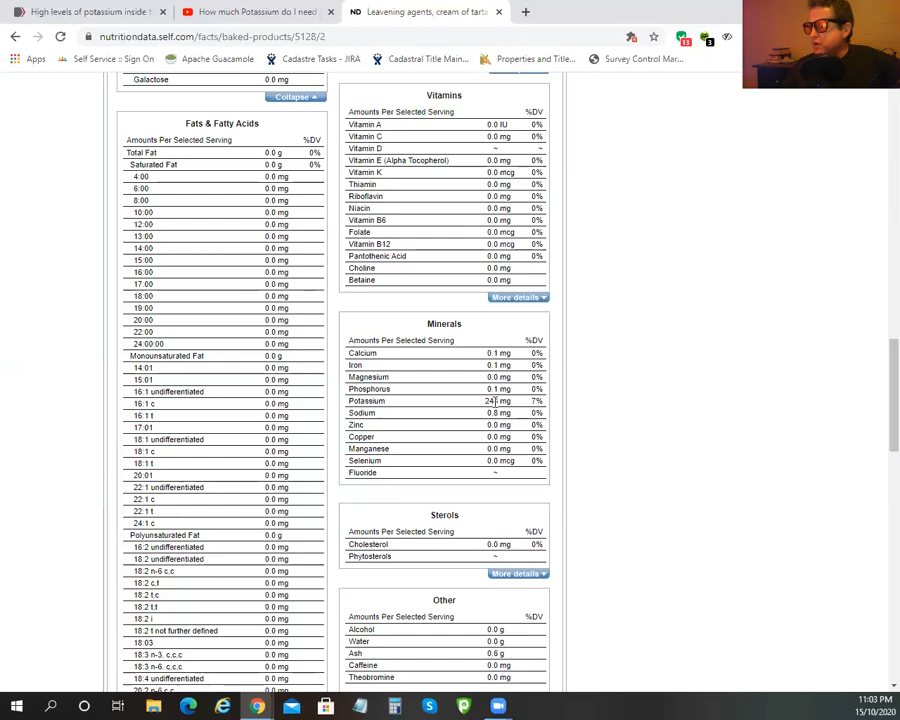 High levels of potassium inside t
How much Potassium do I need
ND Leavening agents, cream of tarta
nutritiondata.self.com/facts/baked-products/5128/2
13
3
Apps Self Service :: Sign On Apache Guacamole Cadastre Tasks - JIRA Cadastral Title Main... Properties and Title... Survey Control Mar...
Galactose 0.0 mg
Collapse
Fats & Fatty Acids
Amounts Per Selected Serving %DV
Total Fat 0.0 g 0%
Saturated Fat 0.0 g 0%
4:00 0.0 mg
6:00 0.0 mg
8:00 0.0 mg
10:00 0.0 mg
12:00 0.0 mg
13:00 0.0 mg
14:00 0.0 mg
15:00 0.0 mg
16:00 0.0 mg
17:00 0.0 mg
18:00 0.0 mg
19:00 0.0 mg
20:00 0.0 mg
22:00 0.0 mg
24:00:00 0.0 mg
Monounsaturated Fat 0.0 g
14:01 0.0 mg
15:01 0.0 mg
16:1 undifferentiated 0.0 mg
16:1 c 0.0 mg
16:1 t 0.0 mg
17:01 0.0 mg
18:1 undifferentiated 0.0 mg
18:1 c 0.0 mg
18:1 t 0.0 mg
20:01 0.0 mg
22:1 undifferentiated 0.0 mg
22:1 c 0.0 mg
22:1 t 0.0 mg
24:1 c 0.0 mg
Polyunsaturated Fat 0.0 g
16:2 undifferentiated 0.0 mg
18:2 undifferentiated 0.0 mg
18:2 n-6 c,c 0.0 mg
18:2 c,t 0.0 mg
18:2 t,c 0.0 mg
18:2 t,t 0.0 mg
18:2 i 0.0 mg
18:2 t not further defined 0.0 mg
18:03 0.0 mg
18:3 n-3, c,c,c 0.0 mg
18:3 n-6, c,c,c 0.0 mg
18:4 undifferentiated 0.0 mg
20:2 n-6 c,c 0.0 mg
Vitamins
Amounts Per Selected Serving %DV
Vitamin A 0.0 IU 0%
Vitamin C 0.0 mg 0%
Vitamin D ~ ~
Vitamin E (Alpha Tocopherol) 0.0 mg 0%
Vitamin K 0.0 mcg 0%
Thiamin 0.0 mg 0%
Riboflavin 0.0 mg 0%
Niacin 0.0 mg 0%
Vitamin B6 0.0 mg 0%
Folate 0.0 mcg 0%
Vitamin B12 0.0 mcg 0%
Pantothenic Acid 0.0 mg 0%
Choline 0.0 mg
Betaine 0.0 mg
More details
Minerals
Amounts Per Selected Serving %DV
Calcium 0.1 mg 0%
Iron 0.1 mg 0%
Magnesium 0.0 mg 0%
Phosphorus 0.1 mg 0%
Potassium mg 7%
Sodium 0.8 mg 0%
Zinc 0.0 mg 0%
Copper 0.0 mg 0%
Manganese 0.0 mg 0%
Selenium 0.0 mcg 0%
Fluoride ~
Sterols
Amounts Per Selected Serving %DV
Cholesterol 0.0 mg 0%
Phytosterols ~
More details
Other
Amounts Per Selected Serving %DV
Alcohol 0.0 g
Water 0.0 g
Ash 0.6 g
Caffeine 0.0 mg
Theobromine 0.0 mg
11:03 PM
15/10/2020